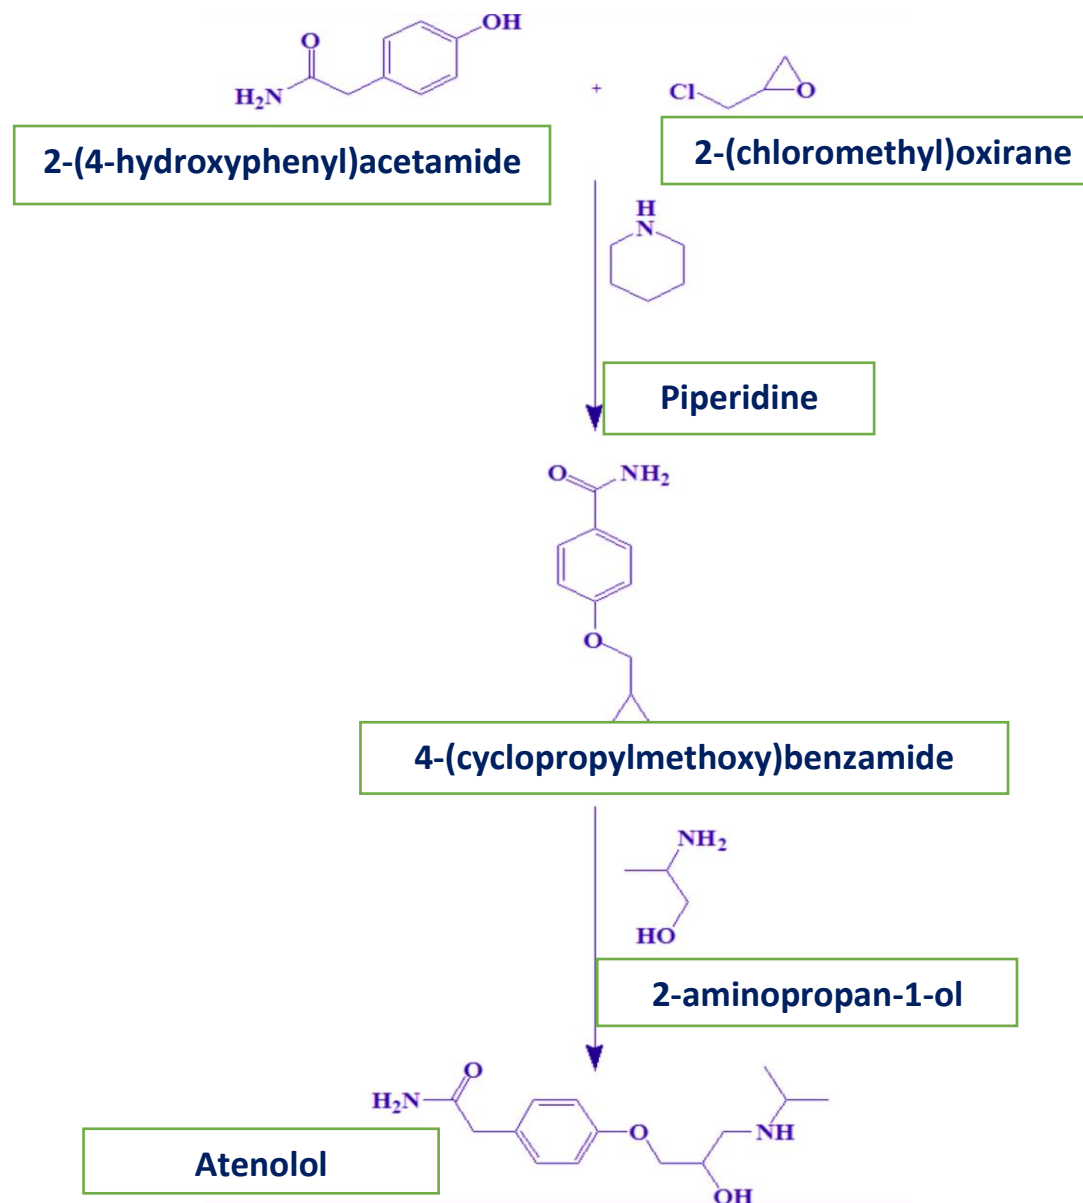 OH
O
H₂N
+
Cl
O
2-(4-hydroxyphenyl)acetamide
2-(chloromethyl)oxirane
H
N
Piperidine
O
NH₂
O
4-(cyclopropylmethoxy)benzamide
NH₂
HO
2-aminopropan-1-ol
O
H₂N
O
NH
OH
Atenolol